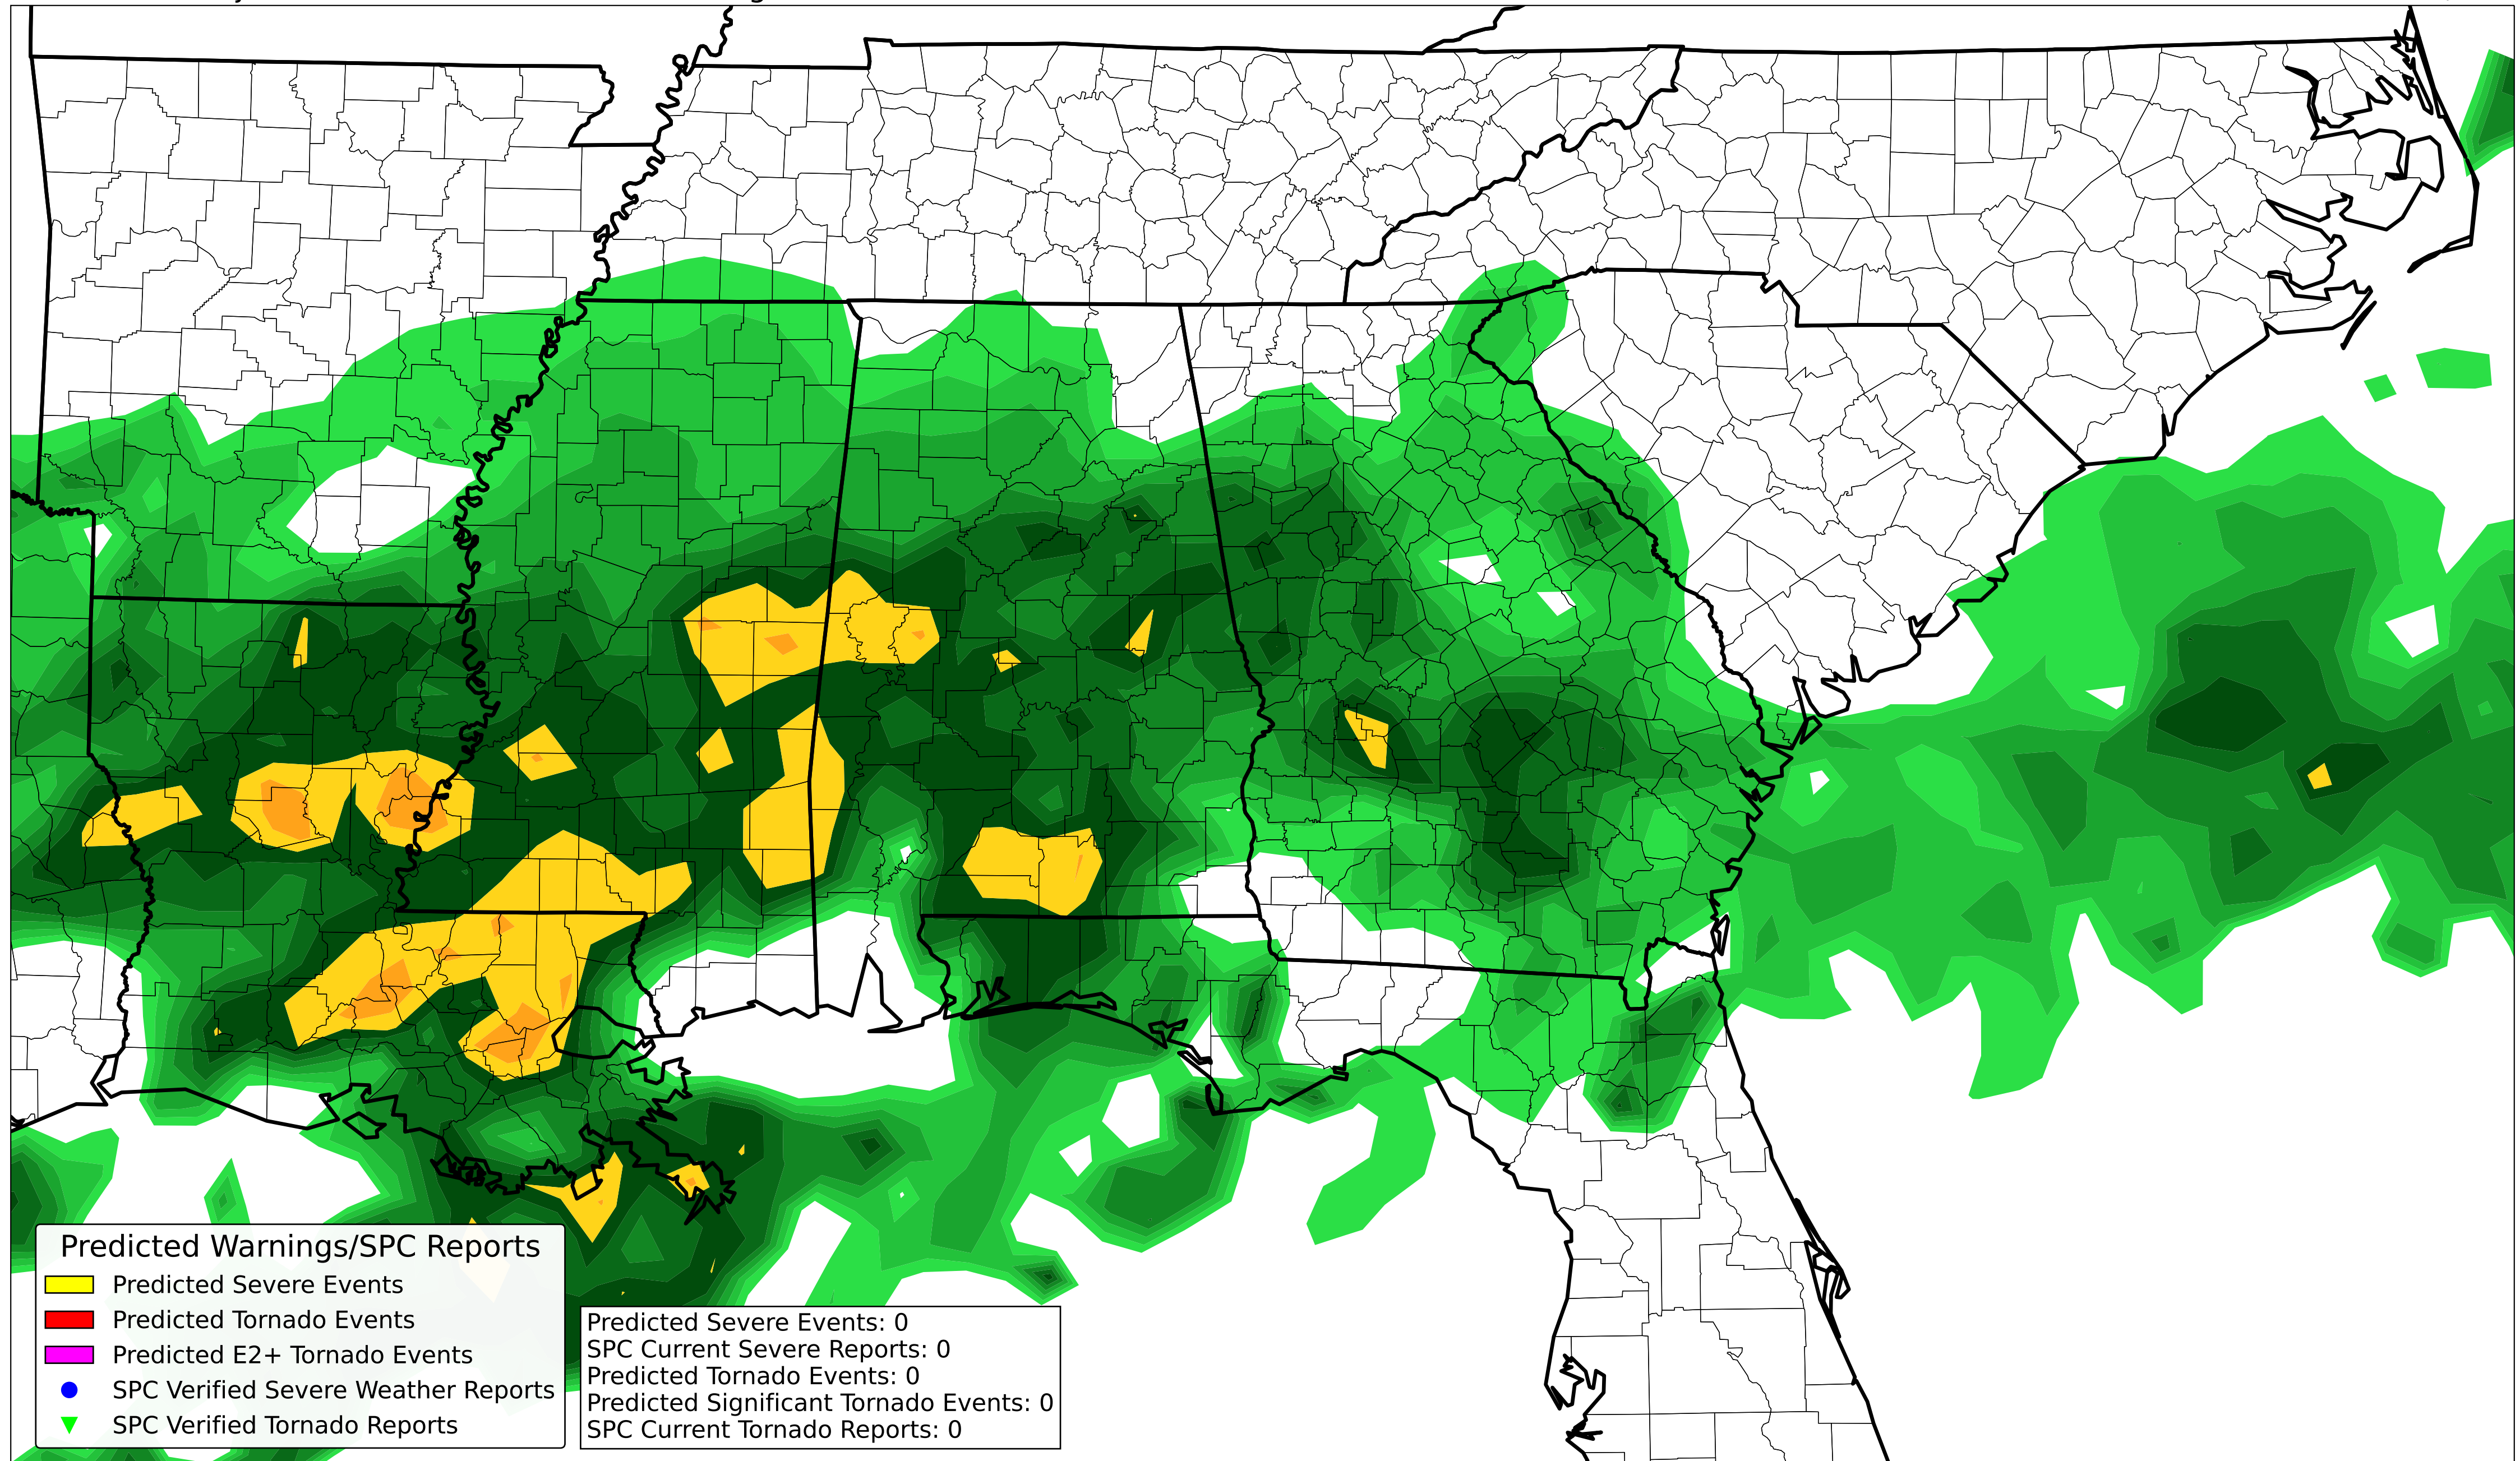 Predicted Warnings/SPC Reports
Predicted Severe Events
Predicted Tornado Events
Predicted E2+ Tornado Events
SPC Verified Severe Weather Reports
SPC Verified Tornado Reports
Predicted Severe Events: 0
SPC Current Severe Reports: 0
Predicted Tornado Events: 0
Predicted Significant Tornado Events: 0
SPC Current Tornado Reports: 0